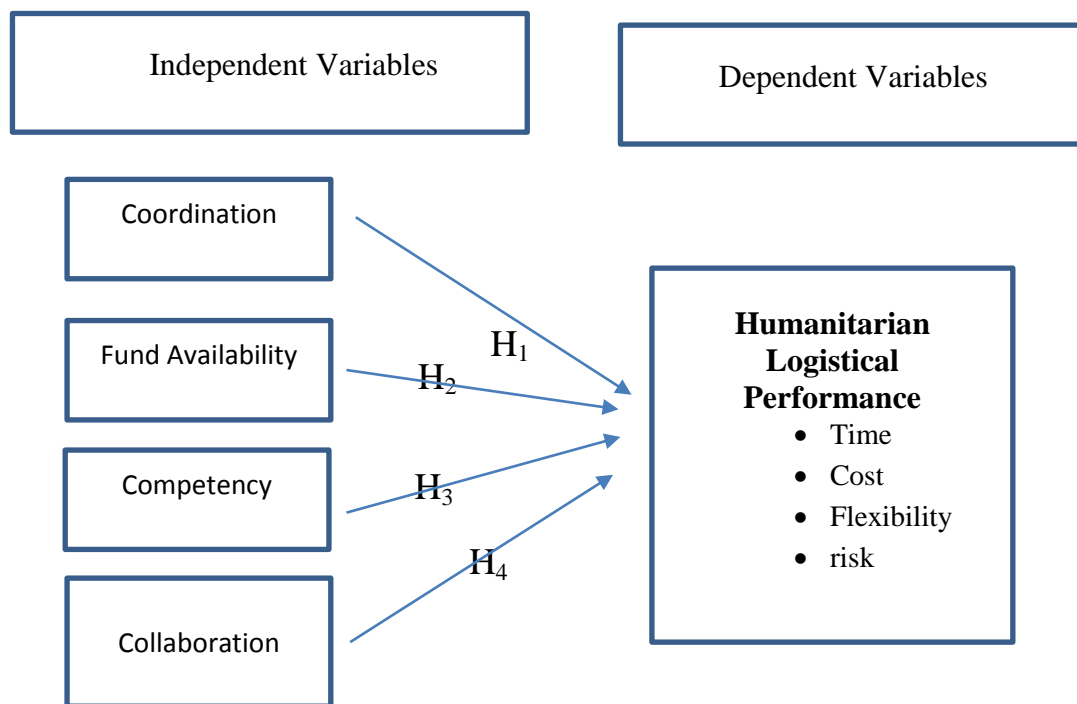 Independent Variables
Dependent Variables
Coordination
Fund Availability
Competency
Collaboration
H₁
H₂
H₃
H₄
Humanitarian
Logistical
Performance
• Time
• Cost
• Flexibility
• risk